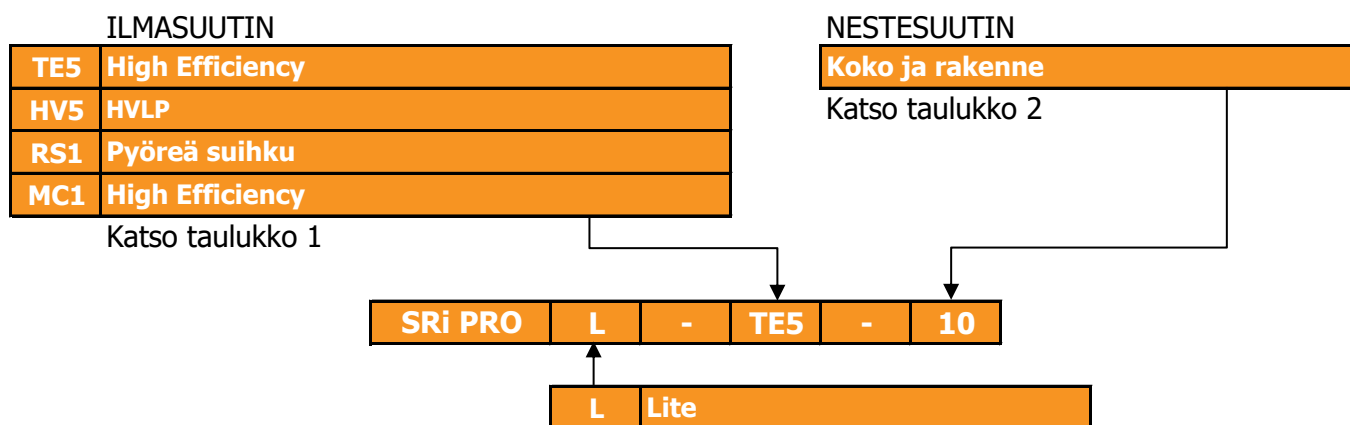 ILMASUUTIN
TE5 High Efficiency
HV5 HVLP
RS1 Pyöreä suihku
MC1 High Efficiency
Katso taulukko 1
NESTESUUTIN
Koko ja rakenne
Katso taulukko 2
SRi PRO L - TE5 - 10
L Lite